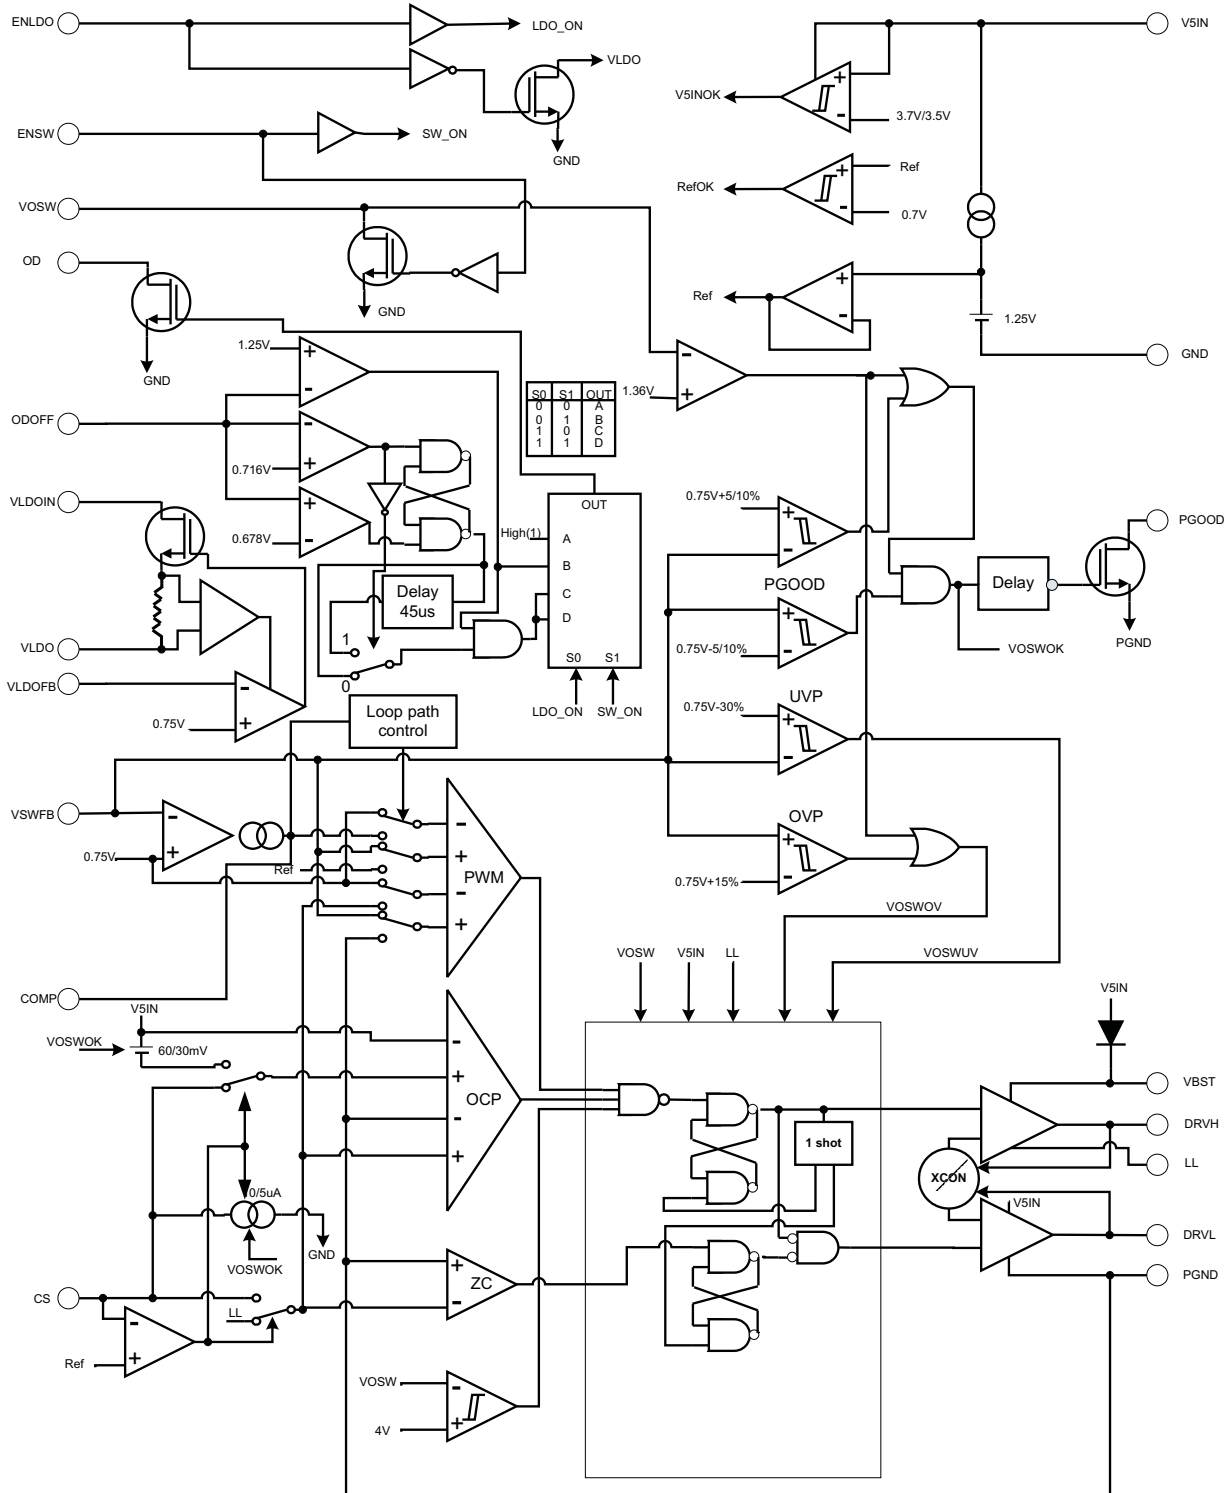 ENLDO
LDO_ON
V5IN
VLDO
V5INOK
+
-
3.7V/3.5V
ENSW
SW_ON
GND
RefOK
+
-
Ref
0.7V
VOSW
OD
GND
Ref
+
-
1.25V
GND
GND
1.25V
+
-
-
+
1.36V
S0 S1 OUT
0 0 A
0 1 B
1 0 C
1 1 D
ODOFF
-
+
0.716V
VLDOIN
+
-
0.678V
OUT
High(1)
A
B
C
D
S0 S1
LDO_ON SW_ON
Delay
45us
1
0
0.75V+5/10%
+
-
PGOOD
+
-
0.75V-5/10%
Delay
PGOOD
PGND
VOSWOK
VLDO
VLDOFB
-
+
0.75V
Loop path
control
UVP
0.75V-30%
+
-
VSWFB
-
+
0.75V
Ref
-
+
-
+
PWM
OVP
+
-
0.75V+15%
VOSWOV
VOSWUV
VOSW V5IN LL
COMP
V5IN
VOSWOK
60/30mV
-
+
-
+
OCP
V5IN
VBST
DRVH
LL
XCON
V5IN
DRVL
PGND
1 shot
0/5uA
GND
VOSWOK
CS
LL
-
+
Ref
+
-
ZC
VOSW
-
+
4V